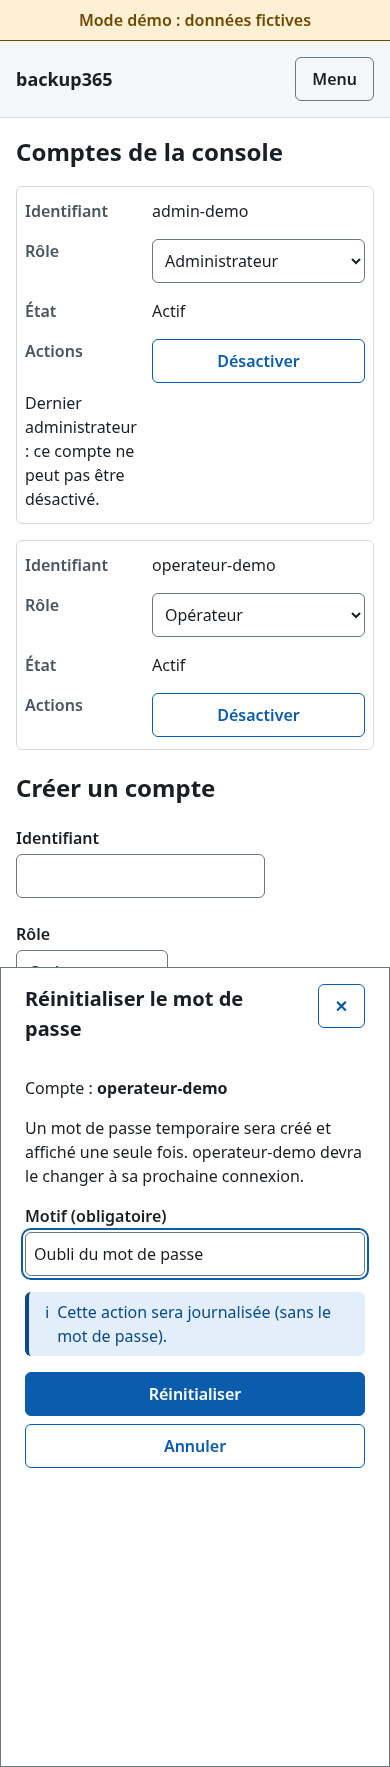 Mode démo : données fictives
backup365
Menu
Comptes de la console
Identifiant
admin-demo
Rôle
Administrateur
État
Actif
Actions
Désactiver
Dernier
administrateur
: ce compte ne
peut pas être
désactivé.
Identifiant
operateur-demo
Rôle
Opérateur
État
Actif
Actions
Désactiver
Créer un compte
Identifiant
Rôle
Réinitialiser le mot de
passe
×
Compte : operateur-demo
Un mot de passe temporaire sera créé et
affiché une seule fois. operateur-demo devra
le changer à sa prochaine connexion.
Motif (obligatoire)
Oubli du mot de passe
i Cette action sera journalisée (sans le
mot de passe).
Réinitialiser
Annuler